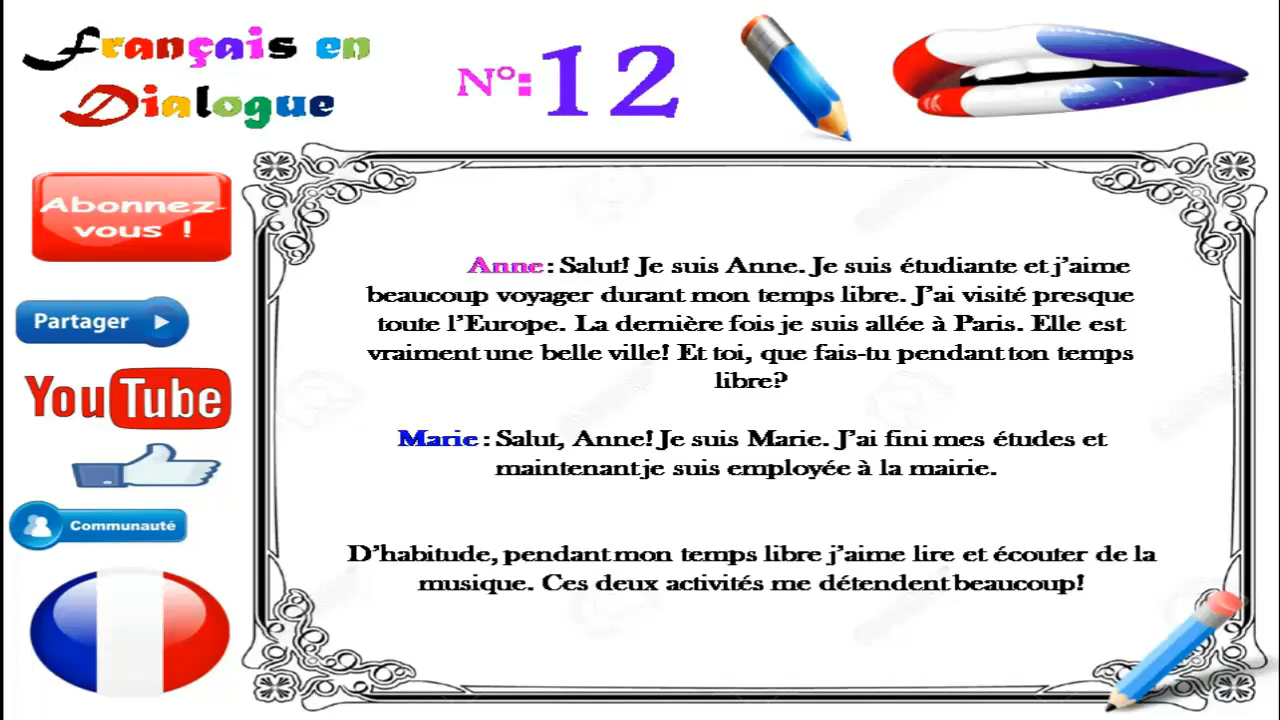 Français en
Dialogue
N°:12
Abonnez-
vous !
Partager
YouTube
Communauté
Anne : Salut! Je suis Anne. Je suis étudiante et j'aime
beaucoup voyager durant mon temps libre. J'ai visité presque
toute l'Europe. La dernière fois je suis allée à Paris. Elle est
vraiment une belle ville! Et toi, que fais-tu pendant ton temps
libre?
Marie : Salut, Anne! Je suis Marie. J'ai fini mes études et
maintenant je suis employée à la mairie.
D'habitude, pendant mon temps libre j'aime lire et écouter de la
musique. Ces deux activités me détendent beaucoup!